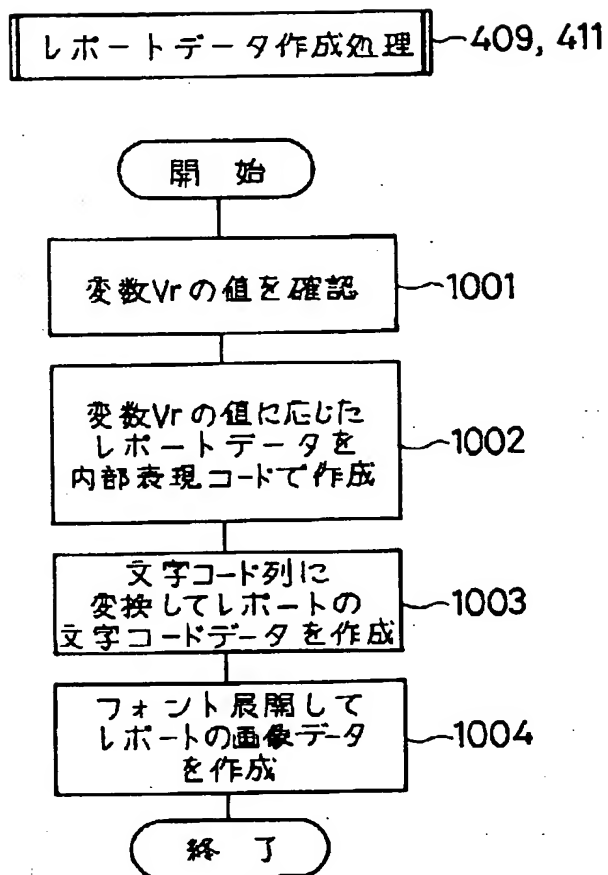 レポートデータ作成処理 409, 411
開 始
変数Vrの値を確認 1001
変数Vrの値に応じた
レポートデータを 1002
内部表現コードで作成
文字コード列に
変換してレポートの 1003
文字コードデータを作成
フォント展開して
レポートの画像データ 1004
を作成
終 了